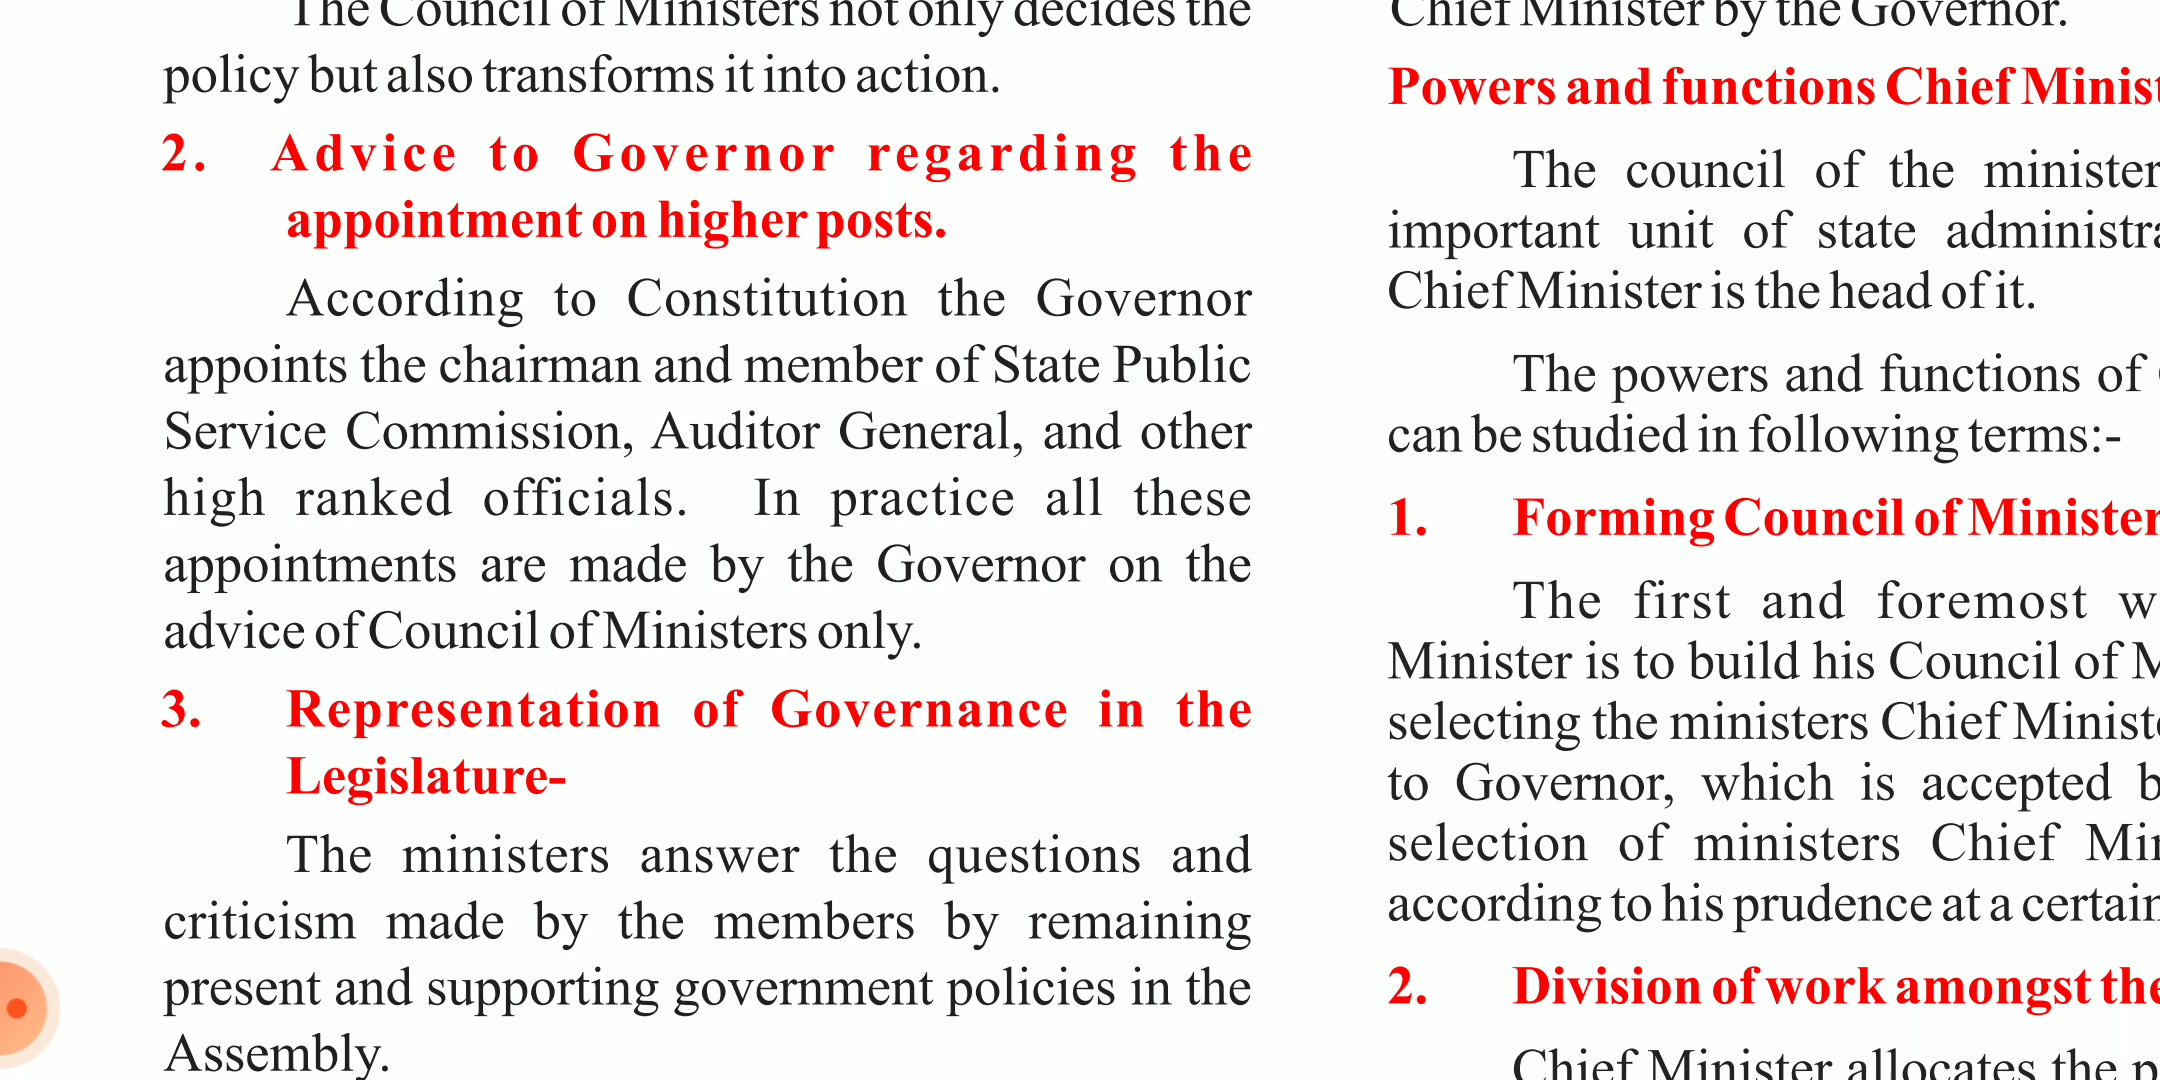 The Council of Ministers not only decides the
policy but also transforms it into action.
2. Advice to Governor regarding the
appointment on higher posts.
According to Constitution the Governor
appoints the chairman and member of State Public
Service Commission, Auditor General, and other
high ranked officials. In practice all these
appointments are made by the Governor on the
advice of Council of Ministers only.
3. Representation of Governance in the
Legislature-
The ministers answer the questions and
criticism made by the members by remaining
present and supporting government policies in the
Assembly.
Chief Minister by the Governor.
Powers and functions Chief
The council of the
important unit of state
Chief Minister is the head of it.
The powers and functions of
can be studied in following terms:-
1. Forming Council of
The first and foremost
Minister is to build his Council of
selecting the ministers Chief
to Governor, which is accepted
selection of ministers Chief
according to his prudence at a certain
2. Division of work amongst the
Chief Minister allocates the